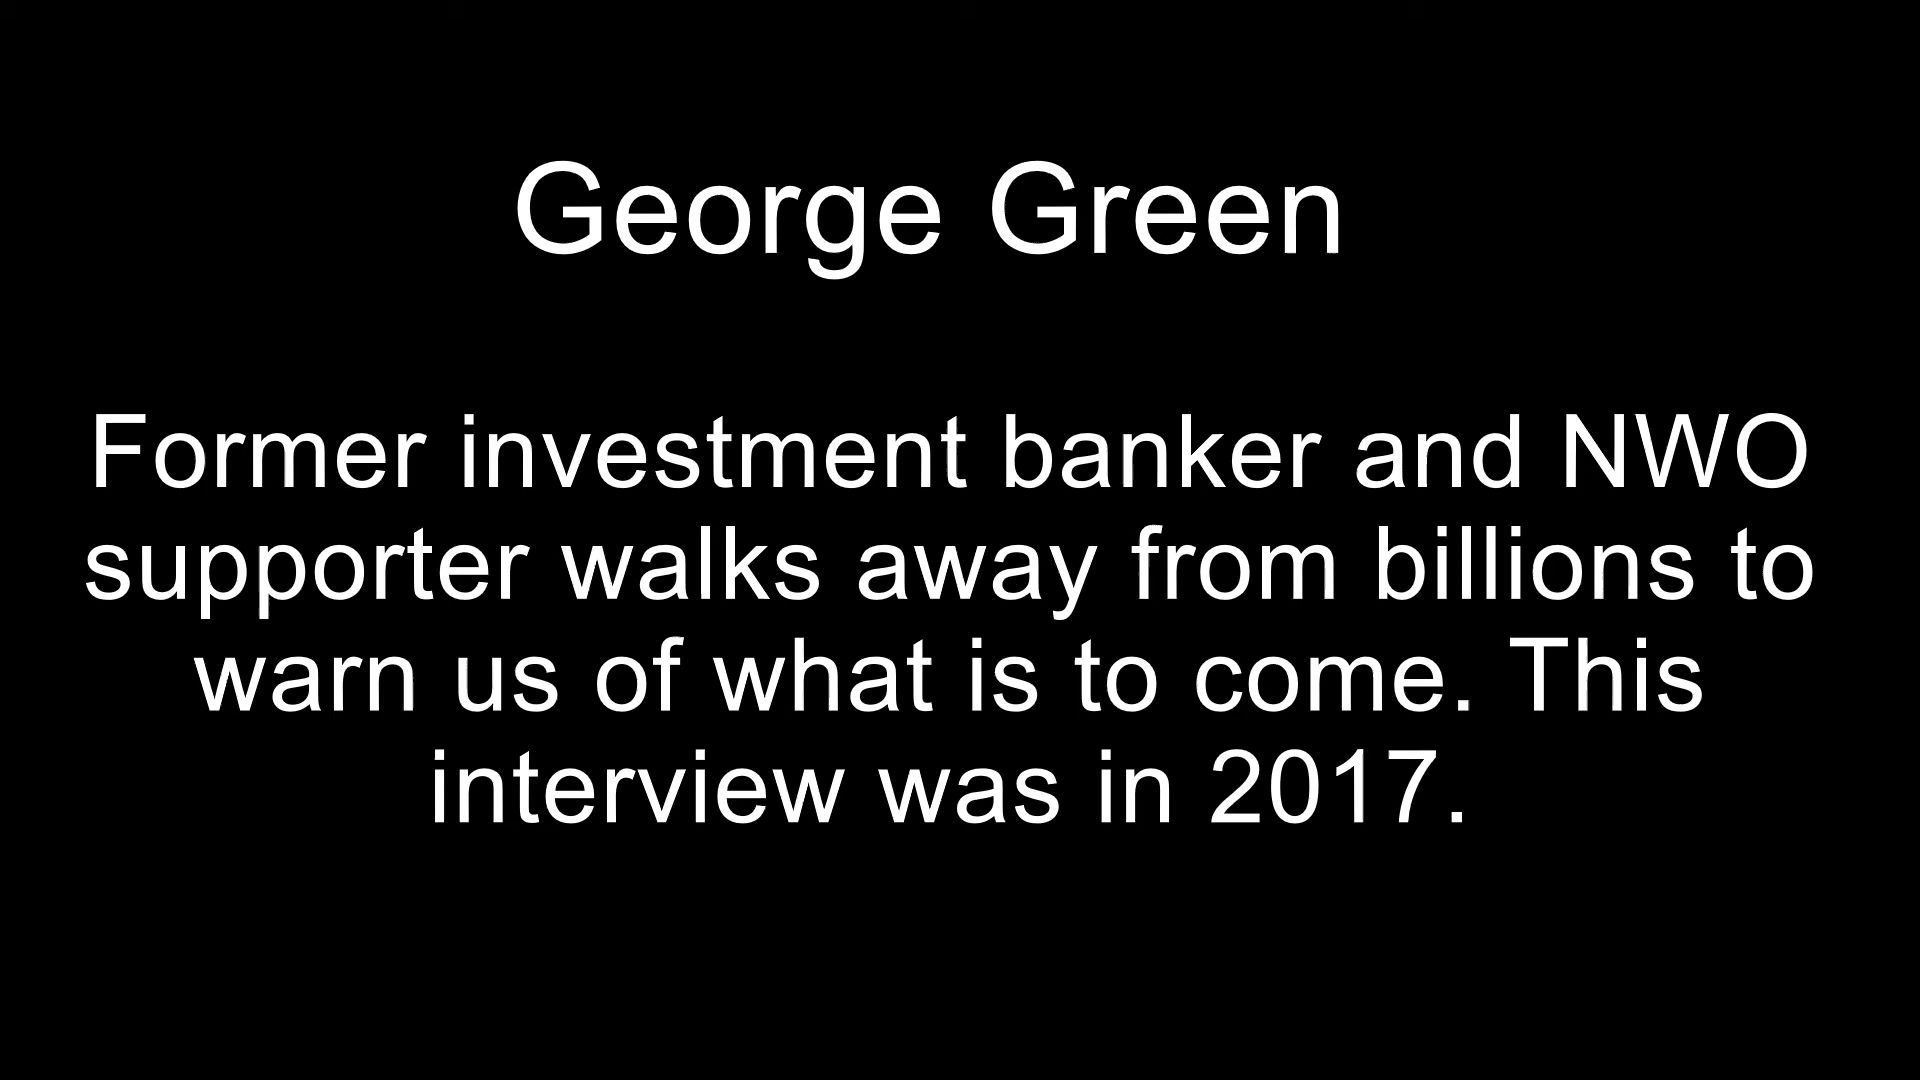 George Green
Former investment banker and NWO
supporter walks away from billions to
warn us of what is to come. This
interview was in 2017.